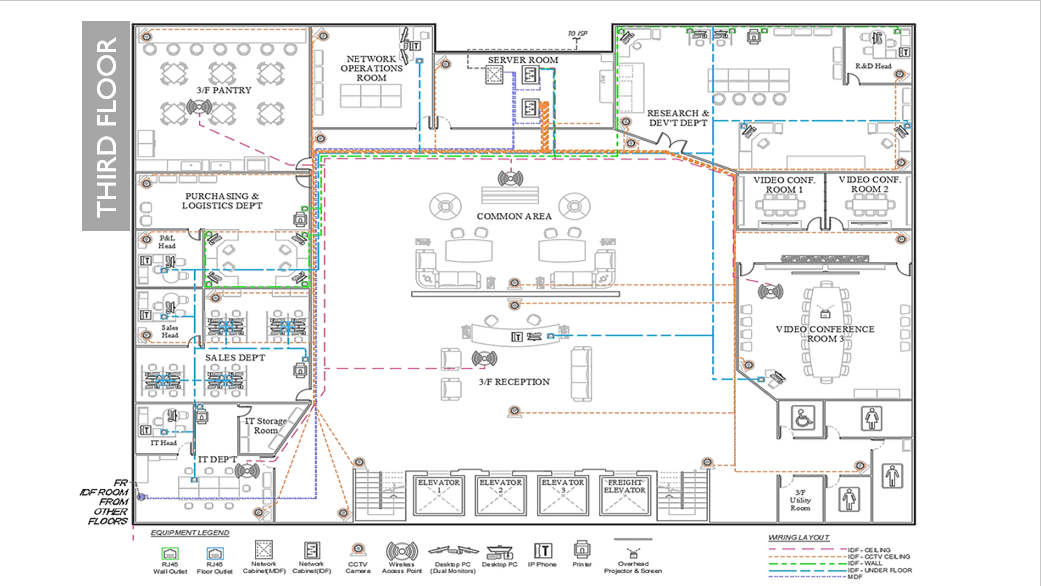 THIRD FLOOR
TO ISP
NETWORK
OPERATIONS
ROOM
SERVER ROOM
R&D Head
3/F PANTRY
RESEARCH &
DEV'T DEP'T
PURCHASING &
LOGISTICS DEP'T
VIDEO CONF.
ROOM 1
VIDEO CONF.
ROOM 2
COMMON AREA
P&L
Head
Sales
Head
VIDEO CONFERENCE
ROOM 3
SALES DEP'T
3/F RECEPTION
IT Storage
Room
IT Head
IT DEP'T
FR
IDF ROOM
FROM
OTHER
FLOORS
ELEVATOR
1
ELEVATOR
2
ELEVATOR
3
FREIGHT
ELEVATOR
3/F
Utility
Room
EQUIPMENT LEGEND
RJ45
Wall Outlet
RJ45
Floor Outlet
Network
Cabinet(MDF)
Network
Cabinet(IDF)
CCTV
Camera
Wireless
Access Point
Desktop PC
(Dual Monitors)
Desktop PC
IP Phone
Printer
Overhead
Projector & Screen
WIRING LAYOUT
IDF - CEILING
IDF - CCTV CEILING
IDF - WALL
IDF - UNDER FLOOR
MDF